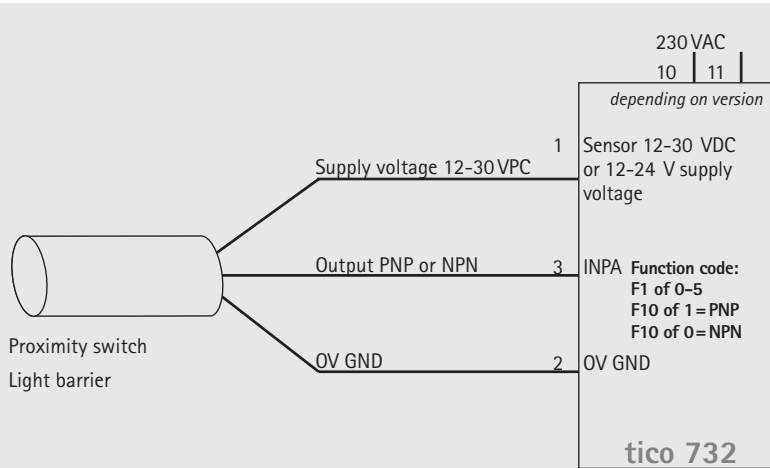 230 VAC
10 11
depending on version
1 Sensor 12-30 VDC
or 12-24 V supply
voltage
Supply voltage 12-30 VPC
Output PNP or NPN 3 INPA Function code:
F1 of 0-5
F10 of 1=PNP
F10 of 0=NPN
Proximity switch
Light barrier
OV GND 2 OV GND
tico 732